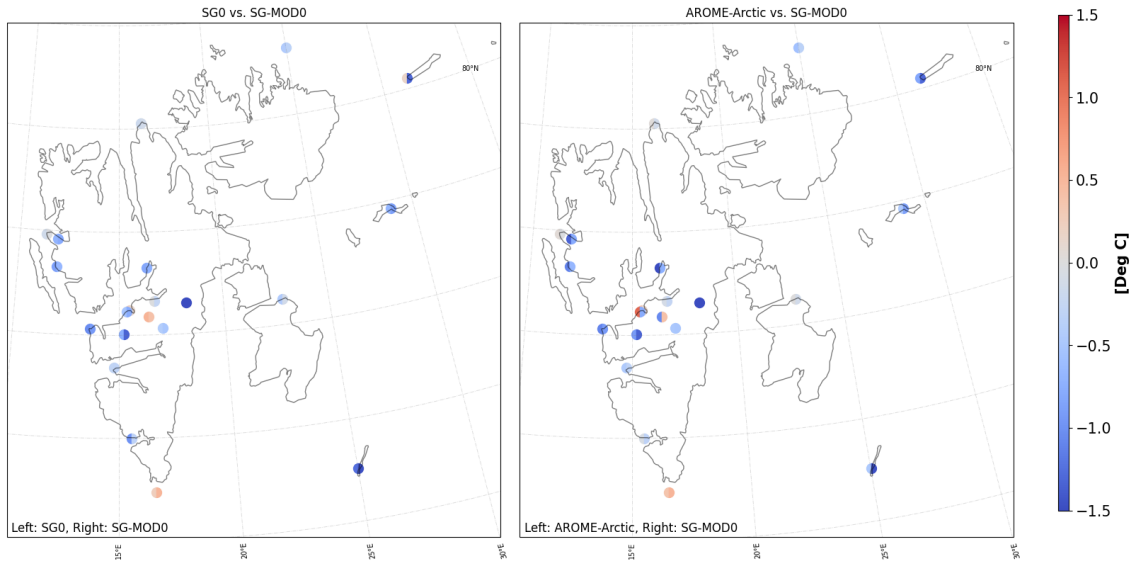 SG0 vs. SG-MOD0
AROME-Arctic vs. SG-MOD0
80°N
80°N
Left: SG0, Right: SG-MOD0
Left: AROME-Arctic, Right: SG-MOD0
15°E
20°E
25°E
30°E
15°E
20°E
25°E
30°E
1.5
1.0
0.5
0.0
−0.5
−1.0
−1.5
[Deg C]